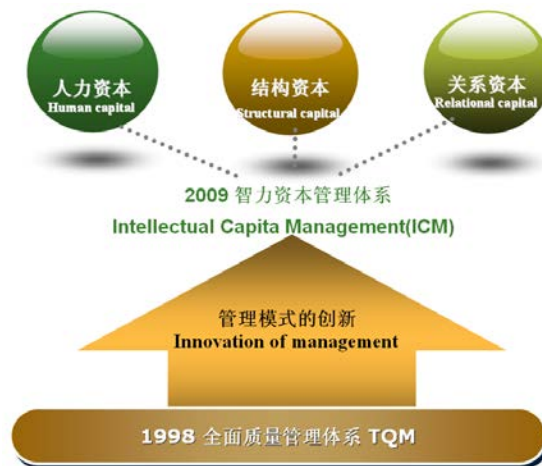 人力资本
Human capital
结构资本
Structural capital
关系资本
Relational capital
2009 智力资本管理体系
Intellectual Capita Management(ICM)
管理模式的创新
Innovation of management
1998 全面质量管理体系 TQM